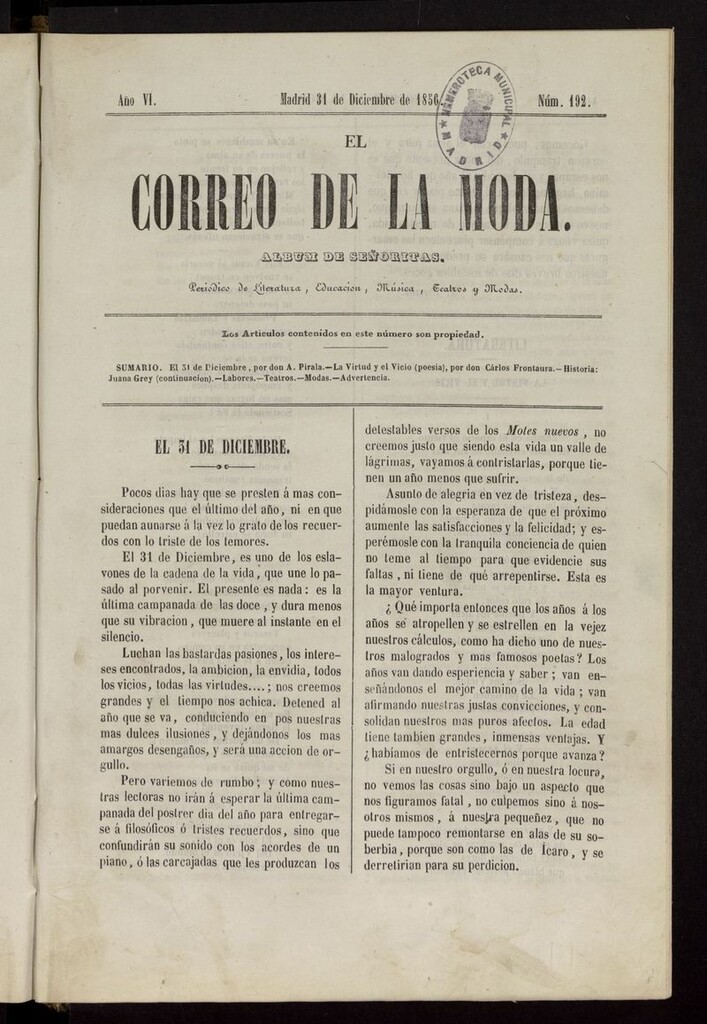 Año VI.
Madrid 31 de Diciembre de 1856.
Núm. 192.
HEMEROTECA MUNICIPAL
★ MADRID ★
EL
CORREO DE LA MODA.
ALBUM DE SEÑORITAS.
Periódico de Literatura, Educacion, Música, Teatros y Modas.
Los Artículos contenidos en este número son propiedad.
SUMARIO. El 31 de Diciembre, por don A. Pirala.—La Virtud y el Vicio (poesía), por don Cárlos Frontaura.—Historia:
Juana Grey (continuacion).—Labores.—Teatros.—Modas.—Advertencia.
EL 31 DE DICIEMBRE.
Pocos dias hay que se presten á mas con-
sideraciones que el último del año, ni en que
puedan aunarse á la vez lo grato de los recuer-
dos con lo triste de los temores.
El 31 de Diciembre, es uno de los esla-
vones de la cadena de la vida, que une lo pa-
sado al porvenir. El presente es nada: es la
última campanada de las doce, y dura menos
que su vibracion, que muere al instante en el
silencio.
Luchan las bastardas pasiones, los intere-
ses encontrados, la ambicion, la envidia, todos
los vicios, todas las virtudes....; nos creemos
grandes y el tiempo nos achica. Detened al
año que se va, conduciendo en pos nuestras
mas dulces ilusiones, y dejándonos los mas
amargos desengaños, y será una accion de or-
gullo.
Pero variemos de rumbo; y como nues-
tras lectoras no irán á esperar la última cam-
panada del postrer dia del año para entregar-
se á filosóficos ó tristes recuerdos, sino que
confundirán su sonido con los acordes de un
piano, ó las carcajadas que les produzcan los
detestables versos de los Motes nuevos, no
creemos justo que siendo esta vida un valle de
lágrimas, vayamos á contristarlas, porque tie-
nen un año menos que sufrir.
Asunto de alegria en vez de tristeza, des-
pidámosle con la esperanza de que el próximo
aumente las satisfacciones y la felicidad; y es-
perémosle con la tranquila conciencia de quien
no teme al tiempo para que evidencie sus
faltas, ni tiene de qué arrepentirse. Esta es
la mayor ventura.
¿Qué importa entonces que los años á los
años se atropellen y se estrellen en la vejez
nuestros cálculos, como ha dicho uno de nues-
tros malogrados y mas famosos poetas? Los
años van dando esperiencia y saber; van en-
señándonos el mejor camino de la vida; van
afirmando nuestras justas convicciones, y con-
solidan nuestros mas puros afectos. La edad
tiene tambien grandes, inmensas ventajas. Y
¿habiamos de entristecernos porque avanza?
Si en nuestro orgullo, ó en nuestra locura,
no vemos las cosas sino bajo un aspecto que
nos figuramos fatal, no culpemos sino á nos-
otros mismos, á nuestra pequeñez, que no
puede tampoco remontarse en alas de su so-
berbia, porque son como las de Ícaro, y se
derretirian para su perdicion.